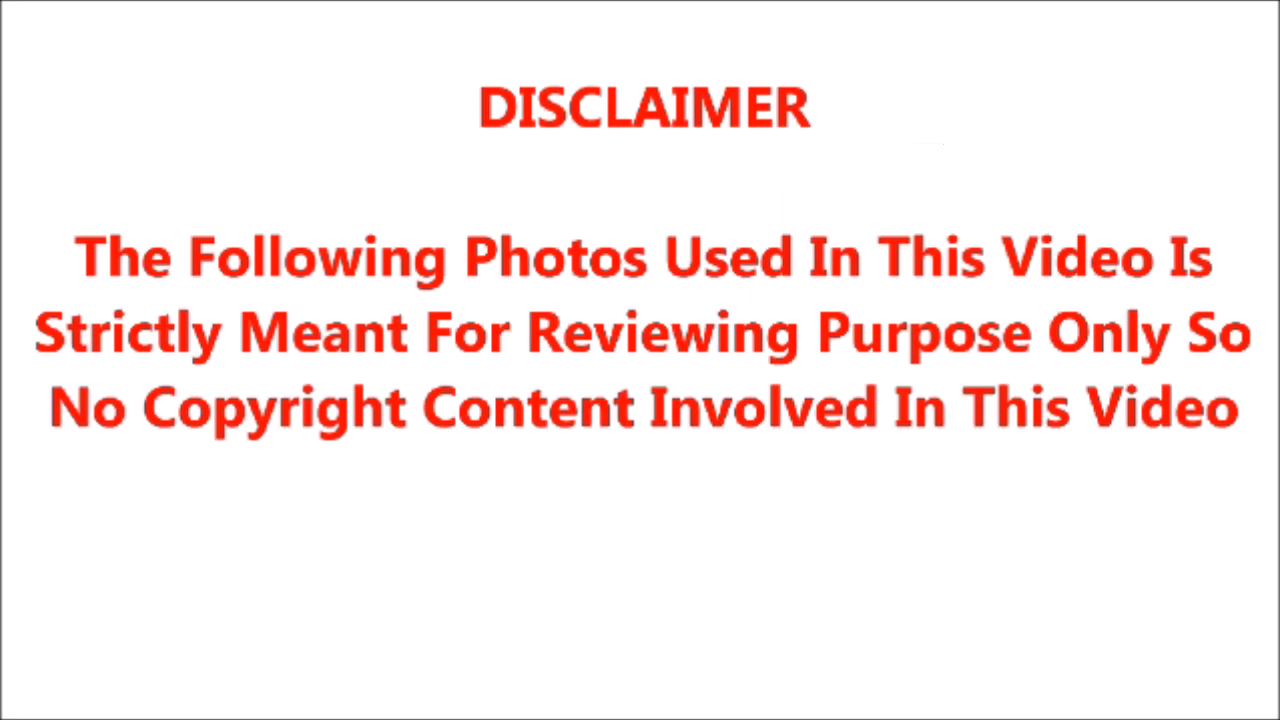 DISCLAIMER
The Following Photos Used In This Video Is
Strictly Meant For Reviewing Purpose Only So
No Copyright Content Involved In This Video